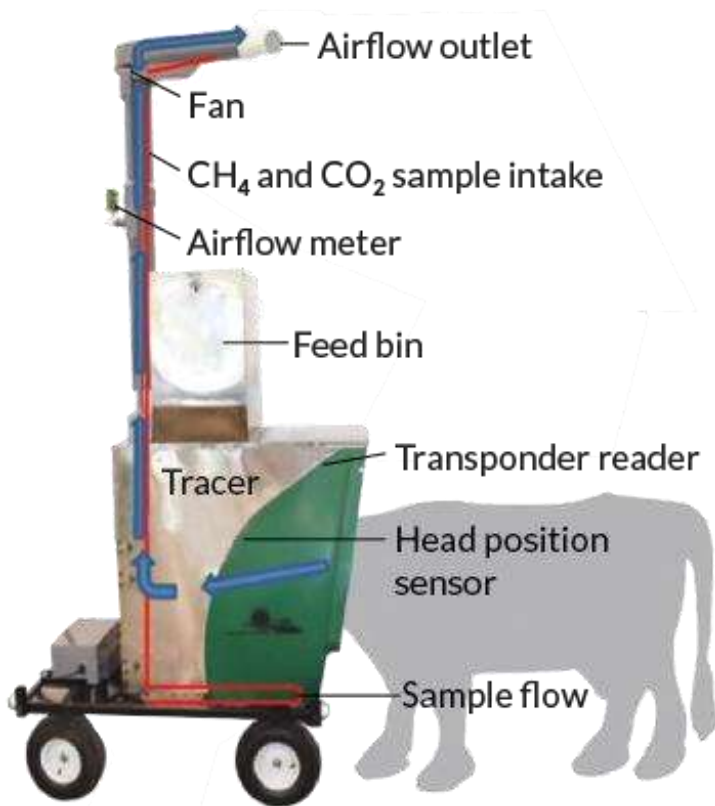 Airflow outlet
Fan
CH₄ and CO₂ sample intake
Airflow meter
Feed bin
Transponder reader
Tracer
Head position
sensor
Sample flow